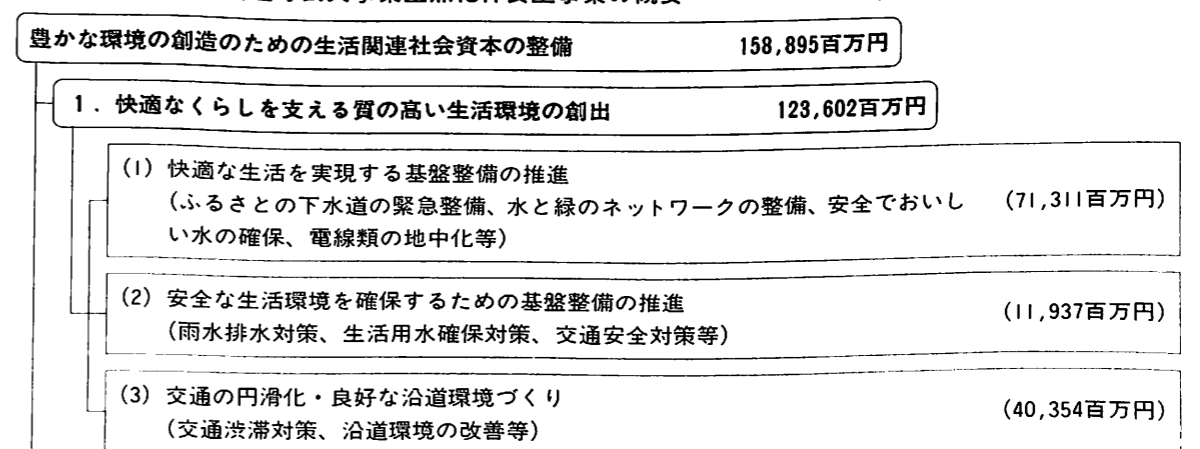 豊かな環境の創造のための生活関連社会資本の整備 158,895百万円
1．快適なくらしを支える質の高い生活環境の創出 123,602百万円
(1) 快適な生活を実現する基盤整備の推進
(ふるさとの下水道の緊急整備、水と緑のネットワークの整備、安全でおいし (71,311百万円)
い水の確保、電線類の地中化等)
(2) 安全な生活環境を確保するための基盤整備の推進
(11,937百万円)
(雨水排水対策、生活用水確保対策、交通安全対策等)
(3) 交通の円滑化・良好な沿道環境づくり
(40,354百万円)
(交通渋滞対策、沿道環境の改善等)